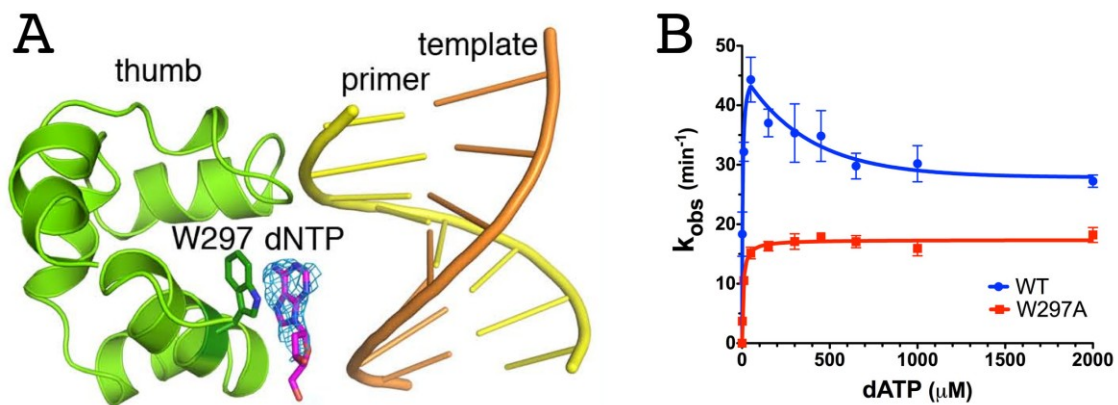 A
thumb
primer
template
W297 dNTP
B
k_obs (min⁻¹)
50
40
30
20
10
0
0
500
1000
1500
2000
dATP (μM)
WT
W297A